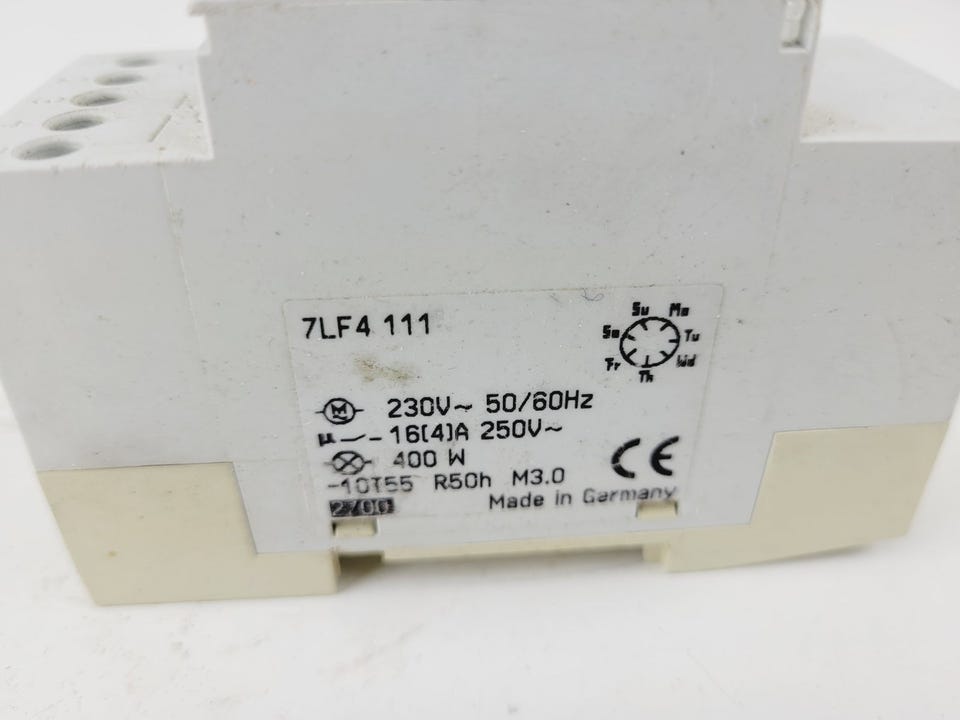 7LF4 111
Su Mo
Sa Tu
Fr Wd
Th
M 230V~ 50/60Hz
µ 16(4)A 250V~
400 W
-10T55 R50h M3.0
CE
2700
Made in Germany